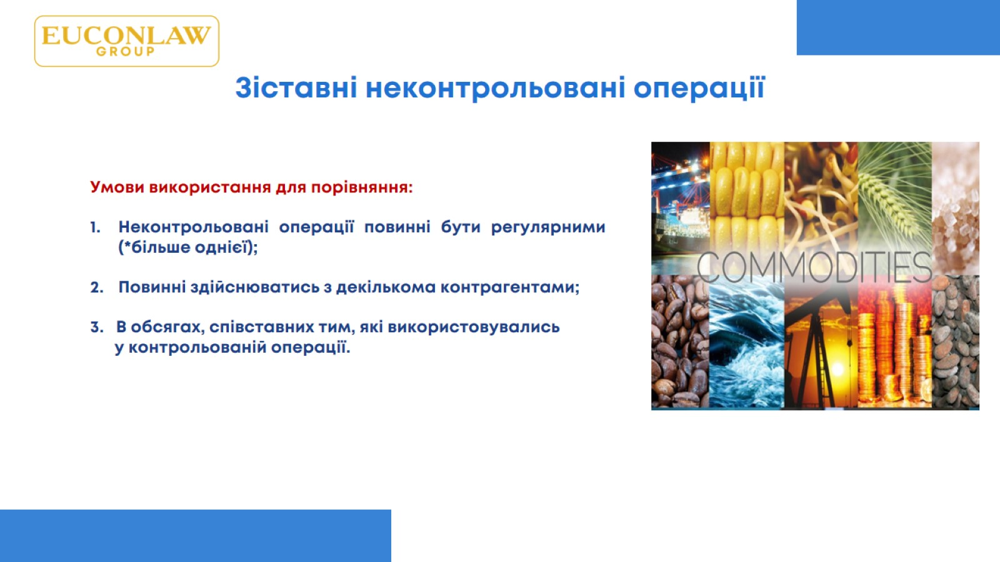 EUCONLAW
GROUP
Зіставні неконтрольовані операції
Умови використання для порівняння:
1. Неконтрольовані операції повинні бути регулярними
(*більше однієї);
2. Повинні здійснюватись з декількома контрагентами;
3. В обсягах, співставних тим, які використовувались
у контрольованій операції.
COMMODITIES